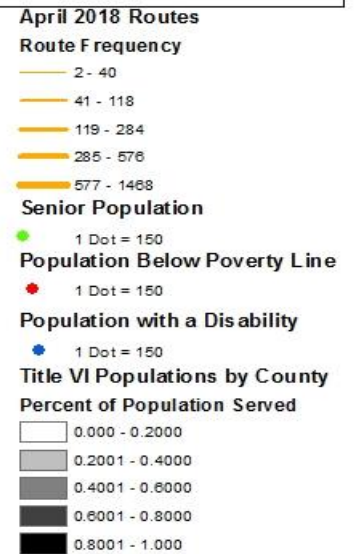 April 2018 Routes
Route Frequency
2 - 40
41 - 118
119 - 284
285 - 576
577 - 1468
Senior Population
1 Dot = 150
Population Below Poverty Line
1 Dot = 150
Population with a Disability
1 Dot = 150
Title VI Populations by County
Percent of Population Served
0.000 - 0.2000
0.2001 - 0.4000
0.4001 - 0.6000
0.6001 - 0.8000
0.8001 - 1.000